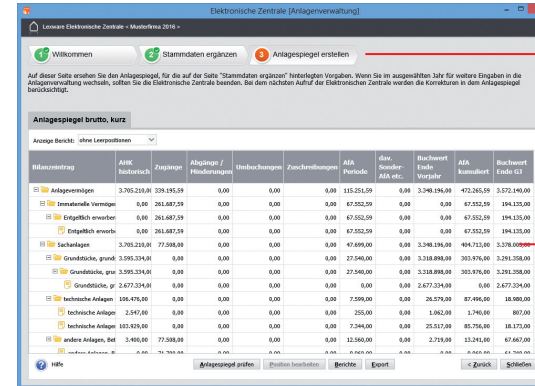 Elektronische Zentrale [Anlagenverwaltung]
Lexware Elektronische Zentrale « Musterfirma 2016 »
Willkommen
Stammdaten ergänzen
3 Anlagespiegel erstellen
Auf dieser Seite ersehen Sie den Anlagespiegel, für die auf der Seite "Stammdaten ergänzen" hinterlegten Vorgaben. Wenn Sie im ausgewählten Jahr für weitere Eingaben in die
Anlagenverwaltung wechseln, sollten Sie die Elektronische Zentrale beenden. Bei dem nächsten Aufruf der Elektronischen Zentrale werden die Korrekturen in dem Anlagespiegel
berücksichtigt.
Anlagespiegel brutto, kurz
Anzeige Bericht: ohne Leerpositionen
Bilanzeintrag AHK historisch Zugänge Abgänge / Minderungen Umbuchungen Zuschreibungen AfA Periode dav. Sonder-AfA etc. Buchwert Ende Vorjahr AfA kumuliert Buchwert Ende GJ
Anlagevermögen 3.705.210,00 339.195,59 0,00 0,00 0,00 115.251,59 0,00 3.348.196,00 472.265,59 3.572.140,00
Immaterielle Vermöge 0,00 261.687,59 0,00 0,00 0,00 67.552,59 0,00 0,00 67.552,59 194.135,00
Entgeltlich erworben 0,00 261.687,59 0,00 0,00 0,00 67.552,59 0,00 0,00 67.552,59 194.135,00
Entgeltlich erworb 0,00 261.687,59 0,00 0,00 0,00 67.552,59 0,00 0,00 67.552,59 194.135,00
Sachanlagen 3.705.210,0 77.508,00 0,00 0,00 0,00 47.699,00 0,00 3.348.196,00 404.713,00 3.378.005,00
Grundstücke, grunds 3.595.334,0 0,00 0,00 0,00 0,00 27.540,00 0,00 3.318.898,00 303.976,00 3.291.358,00
Grundstücke, gru 3.595.334,0 0,00 0,00 0,00 0,00 27.540,00 0,00 3.318.898,00 303.976,00 3.291.358,00
Grundstücke, gr 2.677.334,0 0,00 0,00 0,00 0,00 0,00 0,00 2.677.334,00 0,00 2.677.334,00
technische Anlagen 106.476,00 0,00 0,00 0,00 0,00 7.599,00 0,00 26.579,00 87.496,00 18.980,00
technische Anlage 2.547,00 0,00 0,00 0,00 0,00 255,00 0,00 1.062,00 1.740,00 807,00
technische Anlage 103.929,00 0,00 0,00 0,00 0,00 7.344,00 0,00 25.517,00 85.756,00 18.173,00
andere Anlagen, Bet 3.400,00 77.508,00 0,00 0,00 0,00 12.560,00 0,00 2.719,00 13.241,00 67.667,00
Hilfe Anlagespiegel prüfen Position bearbeiten Berichte Export < Zurück Schließen